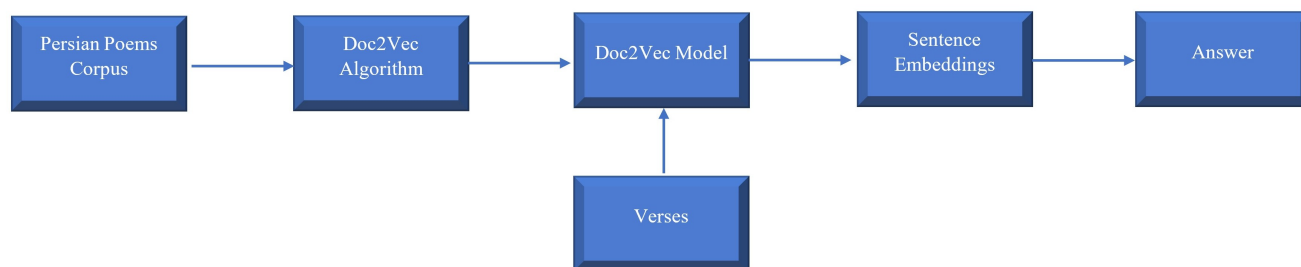 Persian Poems
Corpus
Doc2Vec
Algorithm
Doc2Vec Model
Sentence
Embeddings
Answer
Verses